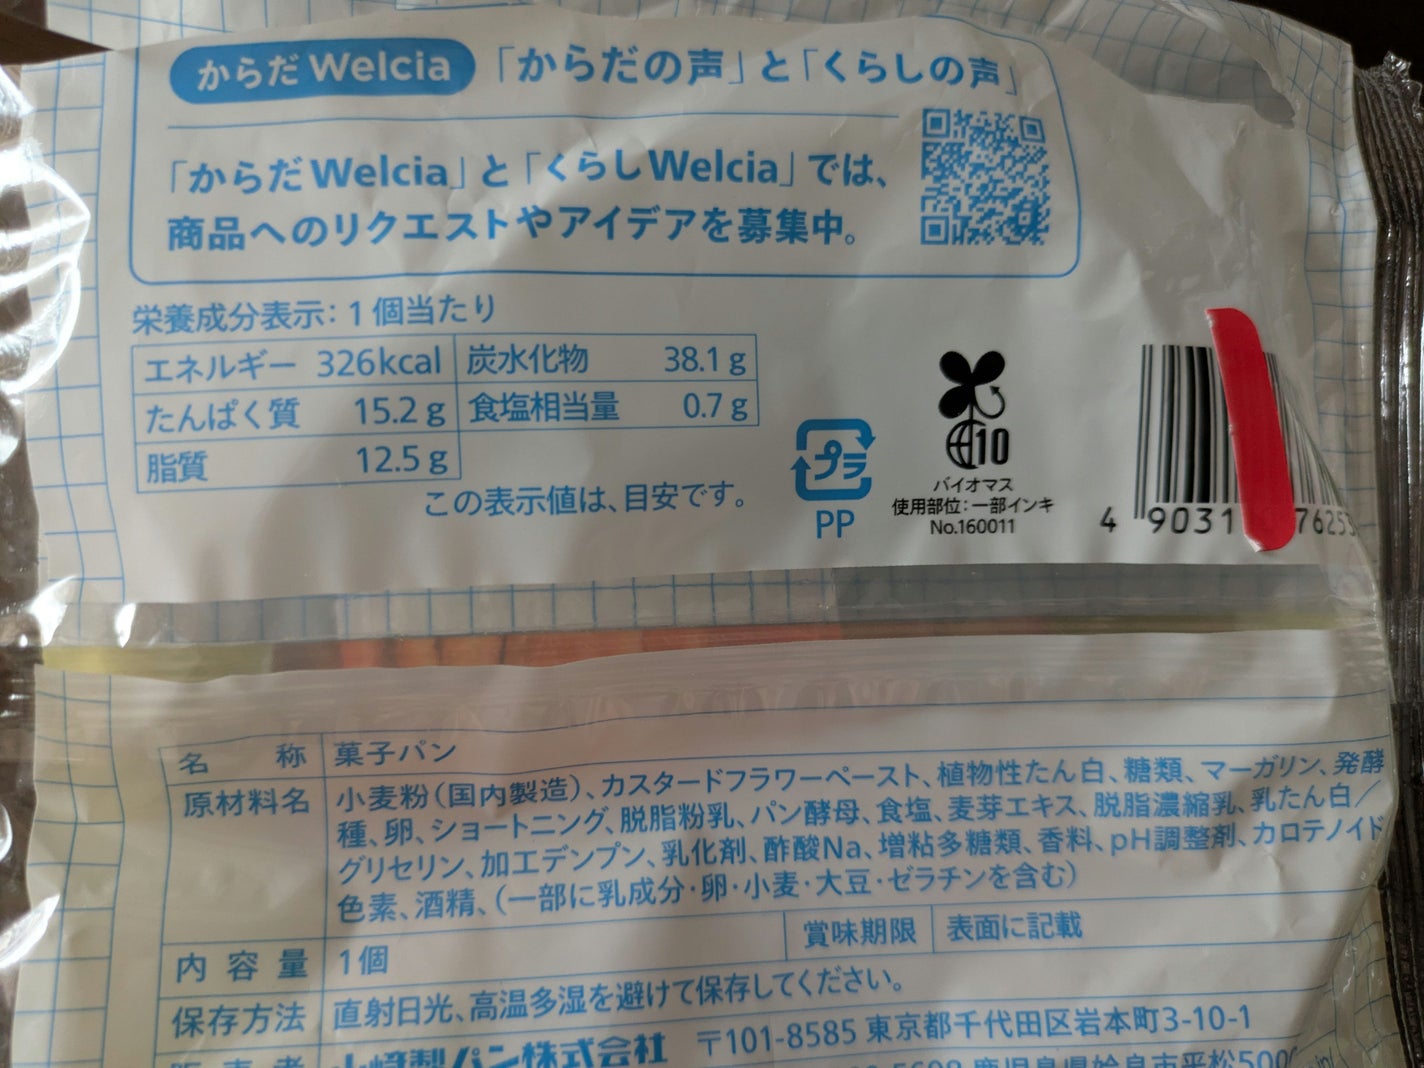 からだWelcia 「からだの声」と「くらしの声」
「からだWelcia」と「くらしWelcia」では、
商品へのリクエストやアイデアを募集中。
栄養成分表示:1個当たり
エネルギー 326kcal 炭水化物 38.1g
たんぱく質 15.2g 食塩相当量 0.7g
脂質 12.5g
この表示値は、目安です。
プラ
PP
10
バイオマス
使用部位:一部インキ
No.160011
4 9031 7625
名称 菓子パン
原材料名 小麦粉(国内製造)、カスタードフラワーペースト、植物性たん白、糖類、マーガリン、発酵
種、卵、ショートニング、脱脂粉乳、パン酵母、食塩、麦芽エキス、脱脂濃縮乳、乳たん白/
グリセリン、加工デンプン、乳化剤、酢酸Na、増粘多糖類、香料、pH調整剤、カロテノイド
色素、酒精、(一部に乳成分・卵・小麦・大豆・ゼラチンを含む)
内容量 1個 賞味期限 表面に記載
保存方法 直射日光、高温多湿を避けて保存してください。
山崎製パン株式会社 〒101-8585 東京都千代田区岩本町3-10-1